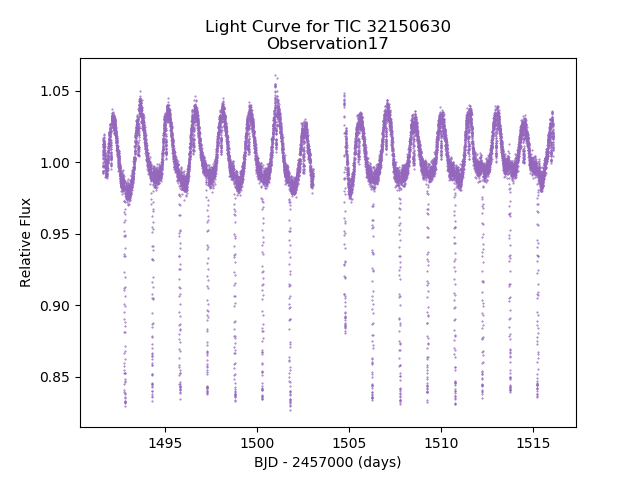 Light Curve for TIC 32150630
Observation17
1.05
1.00
0.95
0.90
0.85
Relative Flux
1495
1500
1505
1510
1515
BJD - 2457000 (days)